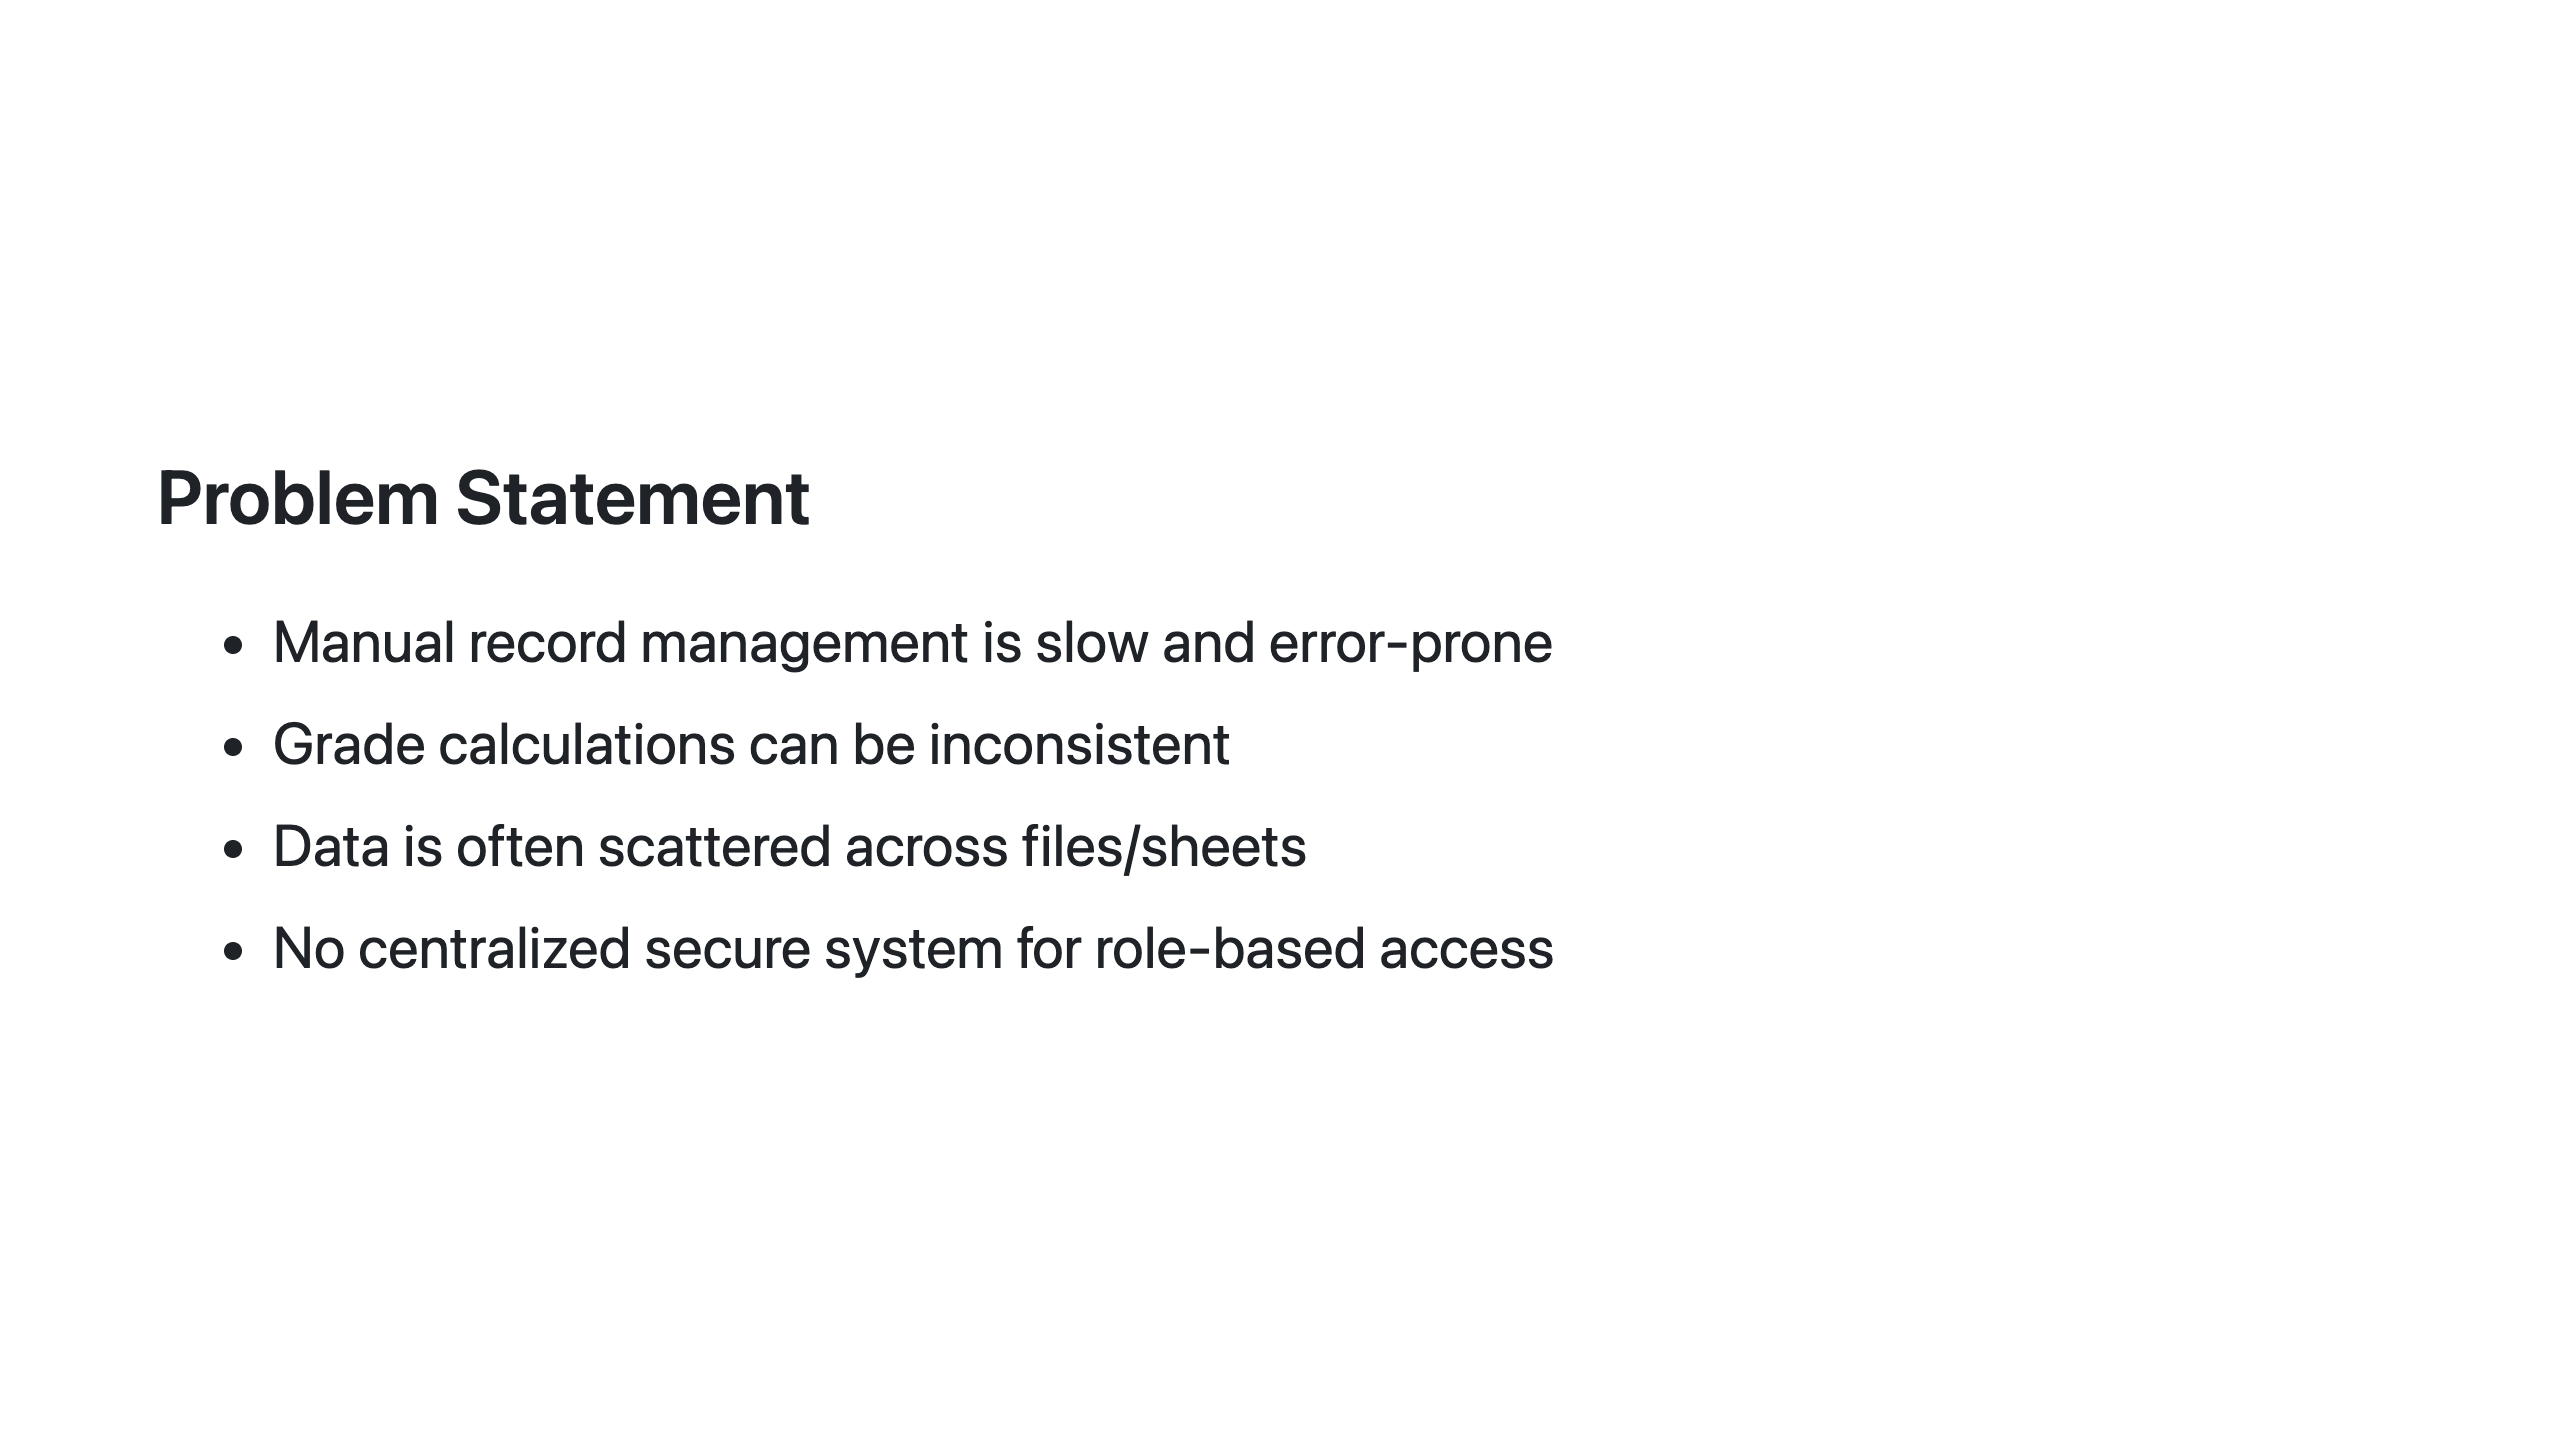 Problem Statement
• Manual record management is slow and error-prone
• Grade calculations can be inconsistent
• Data is often scattered across files/sheets
• No centralized secure system for role-based access